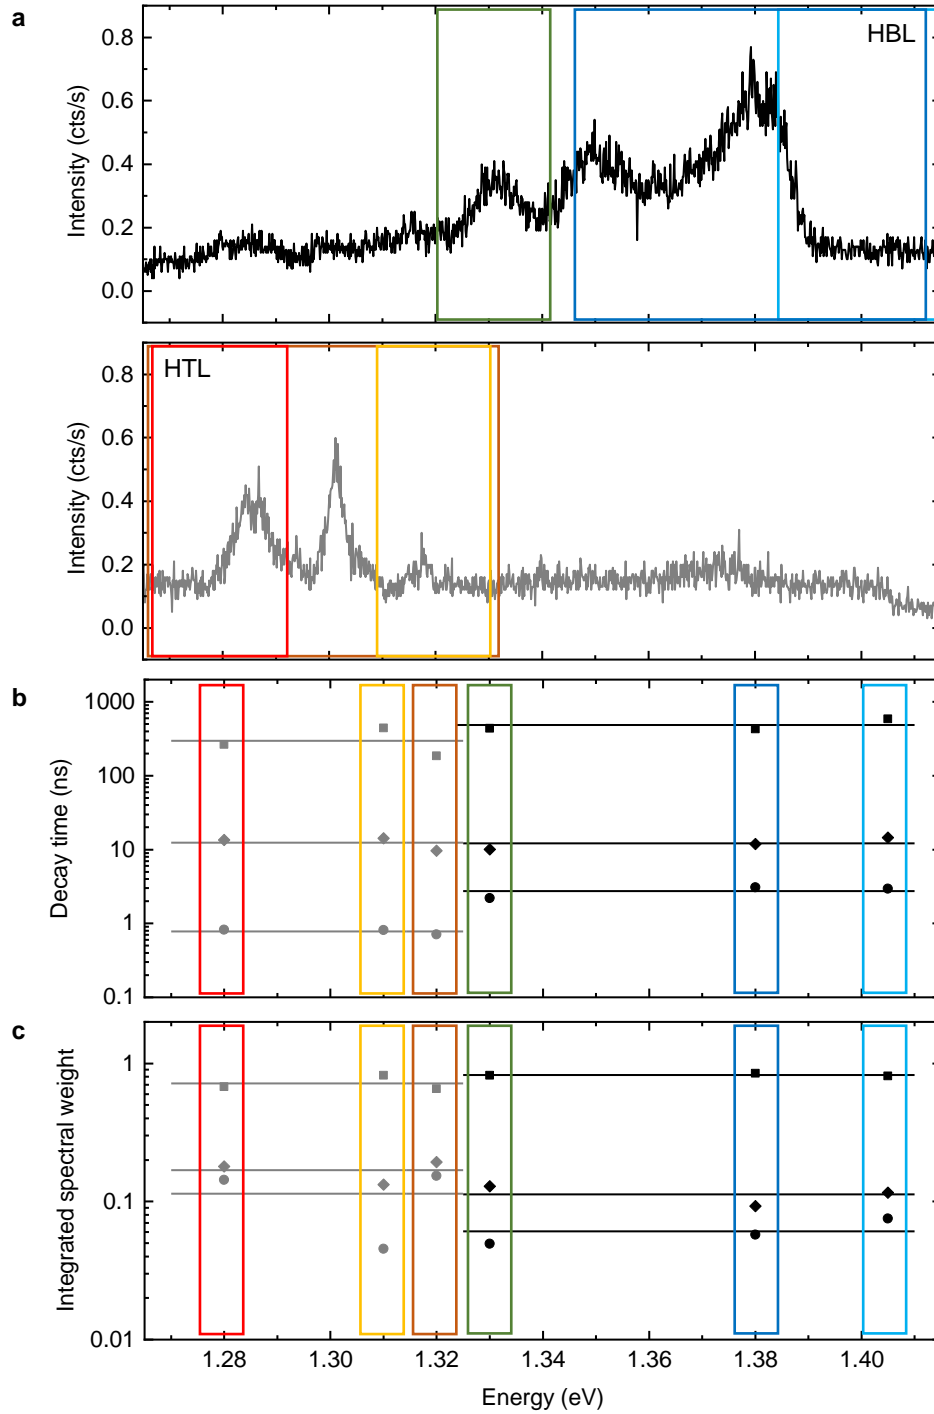 a
HBL
0.8
0.6
0.4
0.2
0.0
Intensity (cts/s)
HTL
0.8
0.6
0.4
0.2
0.0
Intensity (cts/s)
b
1000
100
10
1
0.1
Decay time (ns)
c
1
0.1
0.01
Integrated spectral weight
1.28 1.30 1.32 1.34 1.36 1.38 1.40
Energy (eV)